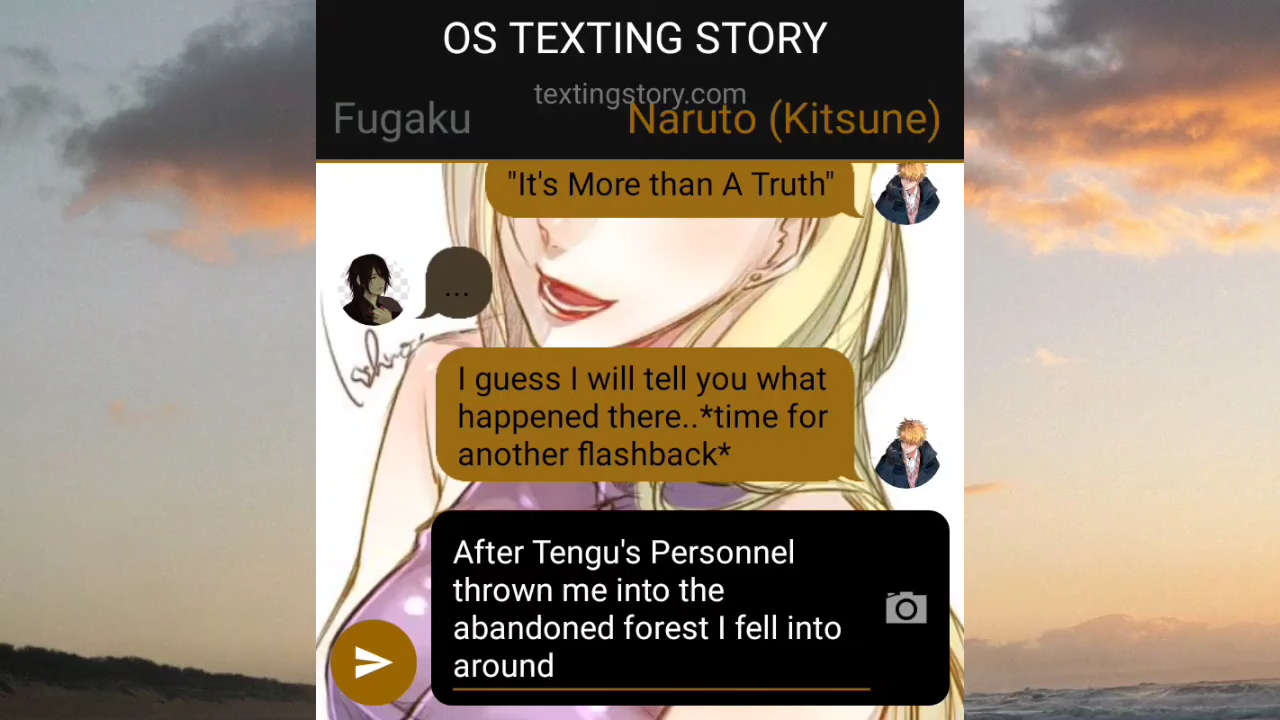 OS TEXTING STORY
textingstory.com
Fugaku
Naruto (Kitsune)
"It's More than A Truth"
...
I guess I will tell you what
happened there..*time for
another flashback*
After Tengu's Personnel
thrown me into the
abandoned forest I fell into
around